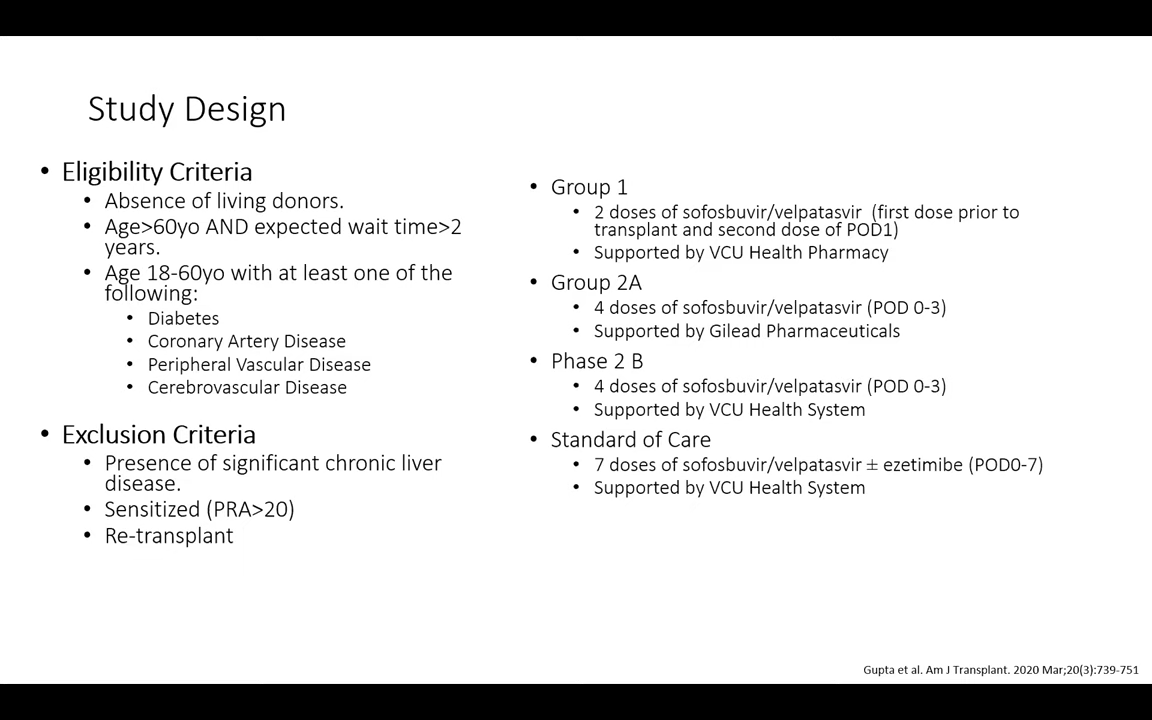 Study Design
• Eligibility Criteria
• Absence of living donors.
• Age>60yo AND expected wait time>2
years.
• Age 18-60yo with at least one of the
following:
• Diabetes
• Coronary Artery Disease
• Peripheral Vascular Disease
• Cerebrovascular Disease
• Exclusion Criteria
• Presence of significant chronic liver
disease.
• Sensitized (PRA>20)
• Re-transplant
• Group 1
• 2 doses of sofosbuvir/velpatasvir (first dose prior to
transplant and second dose of POD1)
• Supported by VCU Health Pharmacy
• Group 2A
• 4 doses of sofosbuvir/velpatasvir (POD 0-3)
• Supported by Gilead Pharmaceuticals
• Phase 2 B
• 4 doses of sofosbuvir/velpatasvir (POD 0-3)
• Supported by VCU Health System
• Standard of Care
• 7 doses of sofosbuvir/velpatasvir ± ezetimibe (POD0-7)
• Supported by VCU Health System
Gupta et al. Am J Transplant. 2020 Mar;20(3):739-751